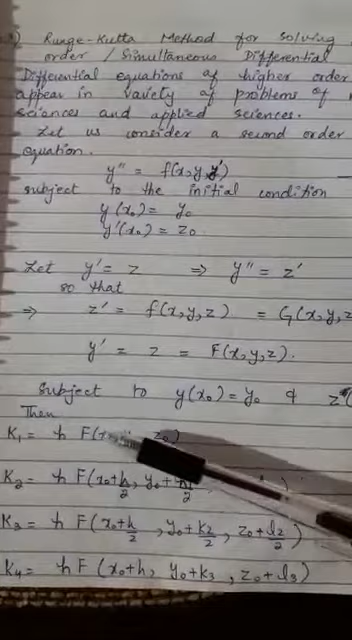 Runge-Kutta Method for solving
order / Simultaneous Differential
Differential equations of higher order
appear in variety of problems of
sciences and applied sciences.
Let us consider a second order
equation.
y'' = f(x,y,y')
subject to the initial condition
y(x₀) = y₀
y'(x₀) = z₀
Let y' = z ⇒ y'' = z'
so that
⇒ z' = f(x,y,z) = G(x,y,z
y' = z = F(x,y,z).
Subject to y(x₀) = y₀ & z(
Then
K₁ = h F(x z₀)
K₂ = h F(x₀+h/2, y₀+K₁/2
K₃ = h F(x₀+h/2, y₀+K₂/2, z₀+l₂/2)
K₄ = h F(x₀+h, y₀+K₃, z₀+l₃)